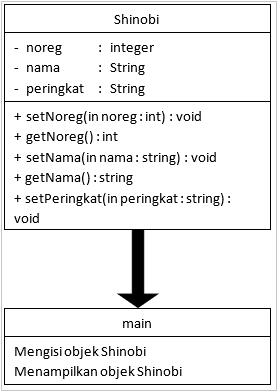 Shinobi
- noreg : integer
- nama : String
- peringkat : String
+ setNoreg(in noreg : int) : void
+ getNoreg() : int
+ setNama(in nama : string) : void
+ getNama() : string
+ setPeringkat(in peringkat : string) :
void
main
Mengisi objek Shinobi
Menampilkan objek Shinobi